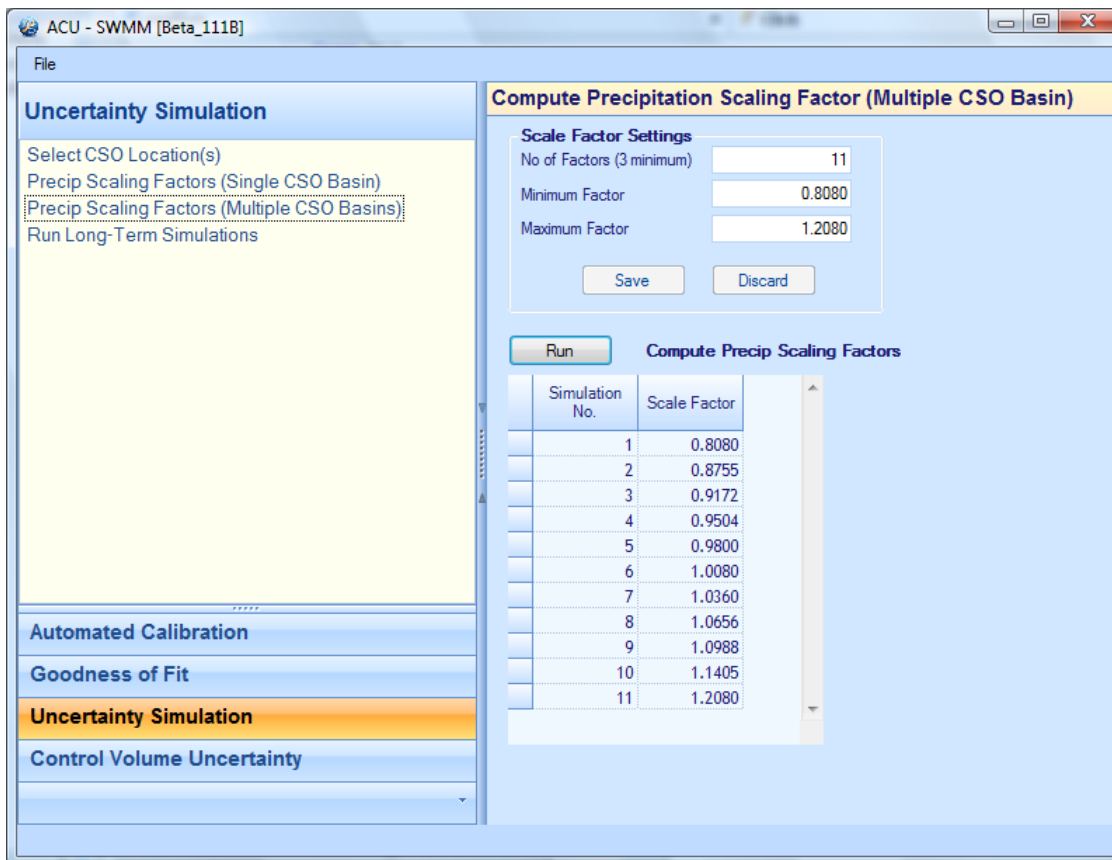 ACU - SWMM [Beta_111B]
File
Uncertainty Simulation
Select CSO Location(s)
Precip Scaling Factors (Single CSO Basin)
Precip Scaling Factors (Multiple CSO Basins)
Run Long-Term Simulations
Automated Calibration
Goodness of Fit
Uncertainty Simulation
Control Volume Uncertainty
Compute Precipitation Scaling Factor (Multiple CSO Basin)
Scale Factor Settings
No of Factors (3 minimum) 11
Minimum Factor 0.8080
Maximum Factor 1.2080
Save Discard
Run Compute Precip Scaling Factors
Simulation No. Scale Factor
1 0.8080
2 0.8755
3 0.9172
4 0.9504
5 0.9800
6 1.0080
7 1.0360
8 1.0656
9 1.0988
10 1.1405
11 1.2080